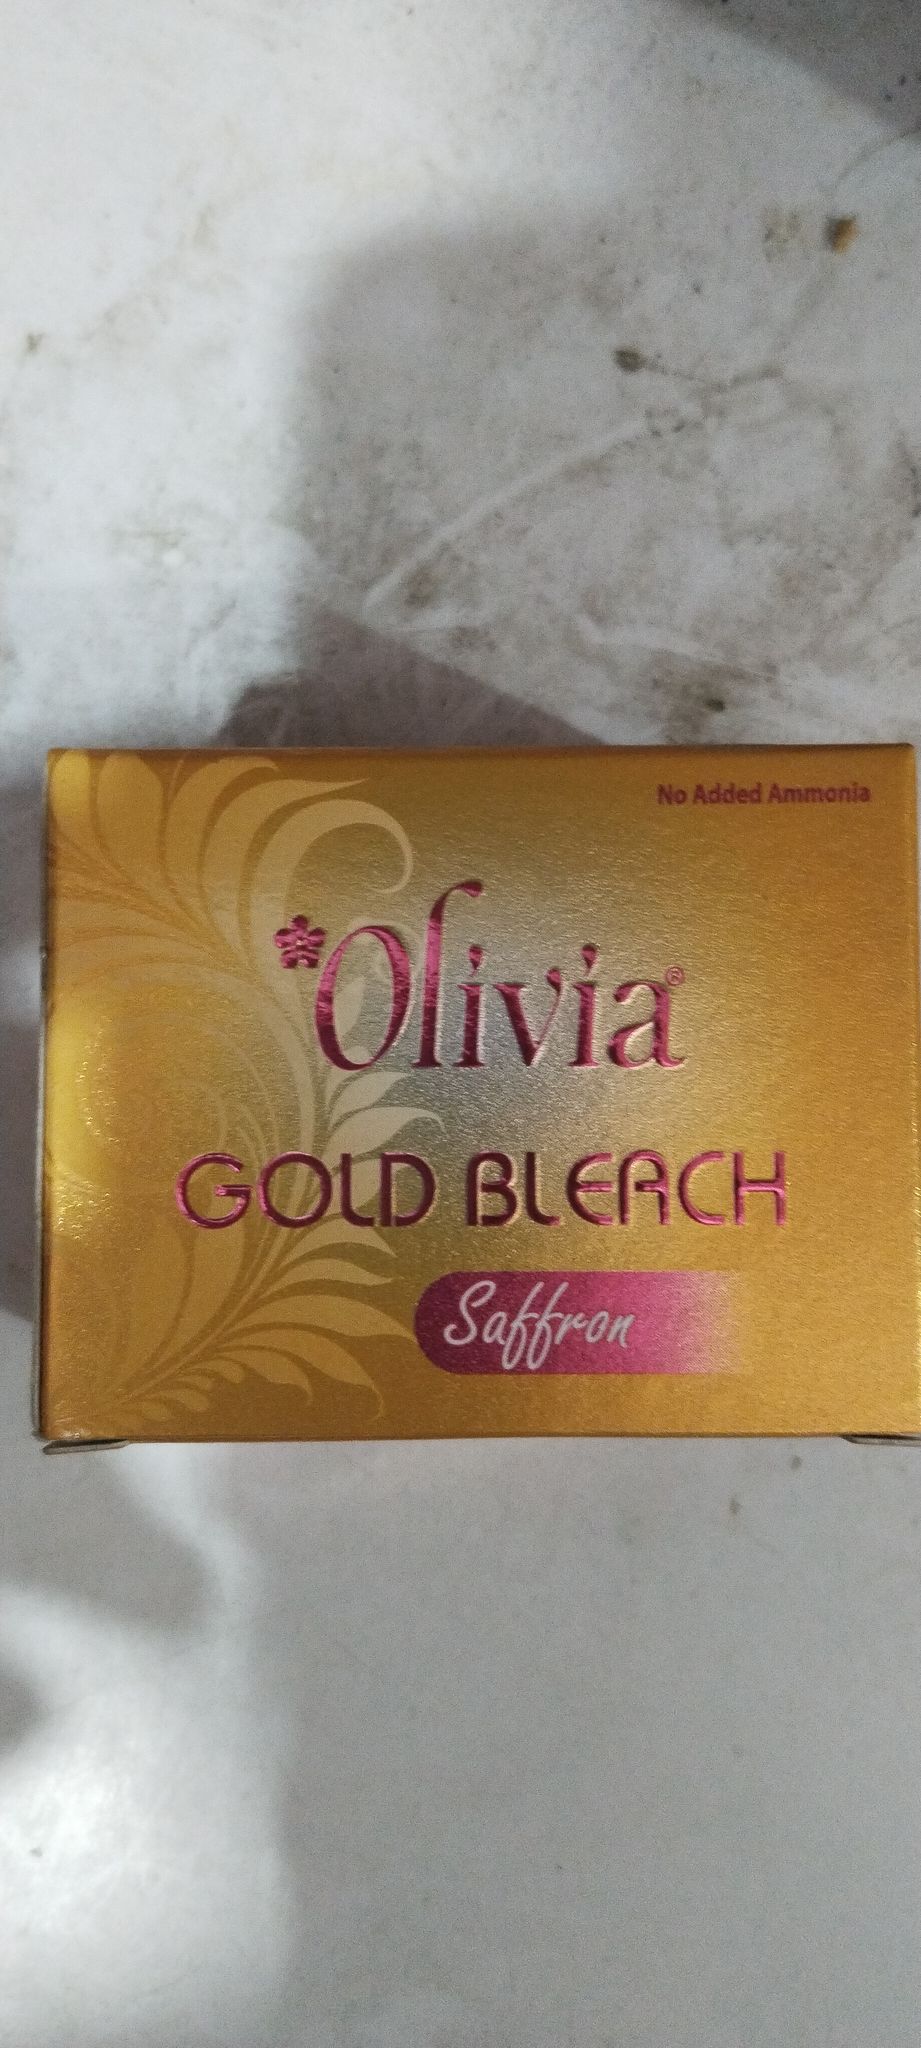 No Added Ammonia
Olivia®
GOLD BLEACH
Saffron